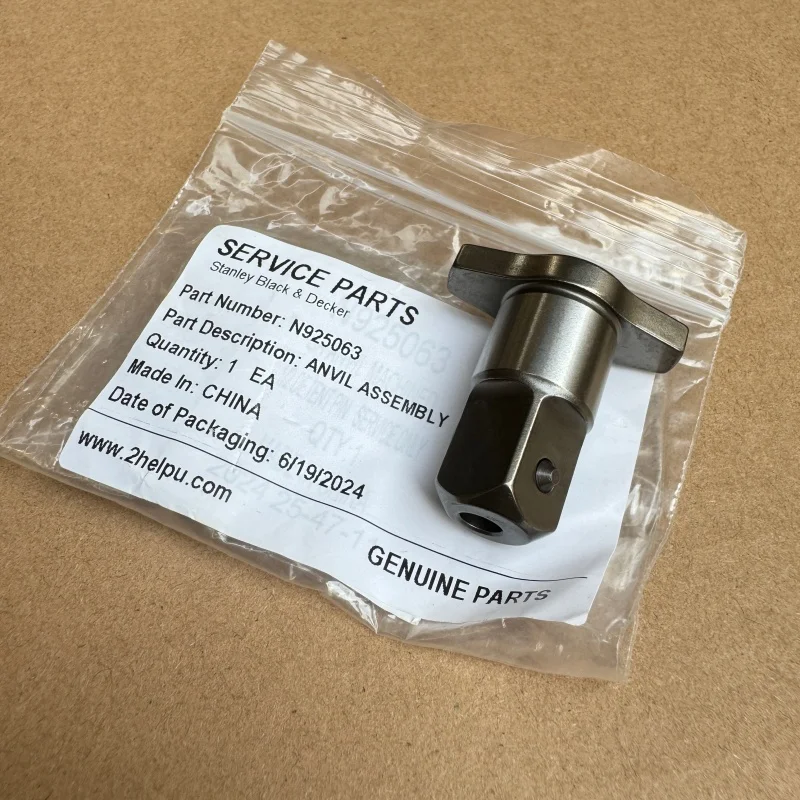 SERVICE PARTS
Stanley Black & Decker
Part Number: N925063
Part Description: ANVIL ASSEMBLY
Quantity: 1 EA
Made In: CHINA
Date of Packaging: 6/19/2024
www.2helpu.com
GENUINE PARTS